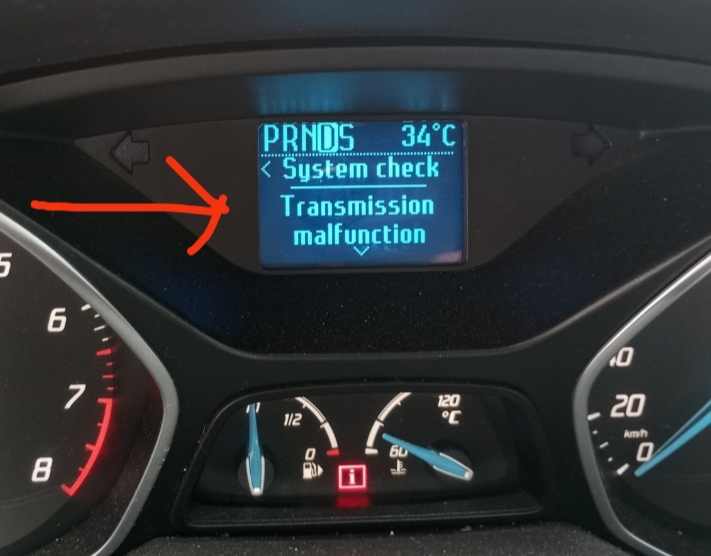 PRNDS 34°C
< System check
Transmission
malfunction
5
6
7
8
1/2
0
i
120
°C
60
40
20
km/h
0